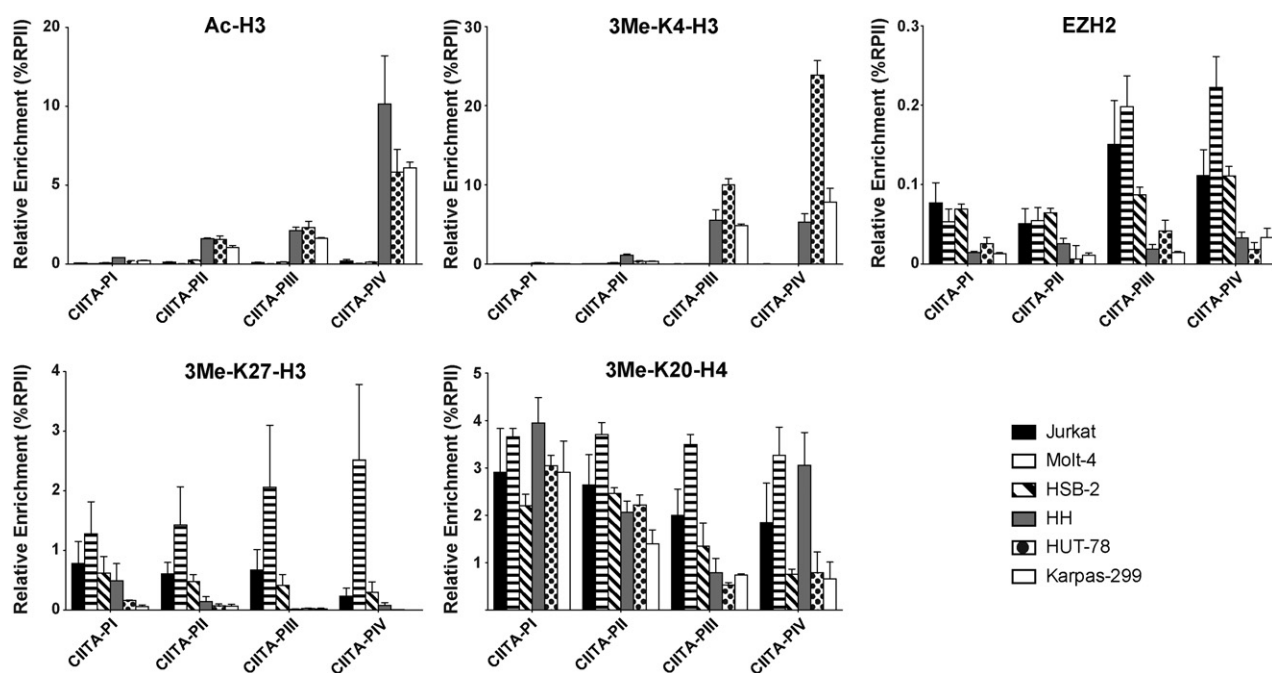 Ac-H3
Relative Enrichment (%RPII)
20
10
5
0
CIITA-PI
CIITA-PII
CIITA-PIII
CIITA-PIV
3Me-K4-H3
Relative Enrichment (%RPII)
30
20
10
0
CIITA-PI
CIITA-PII
CIITA-PIII
CIITA-PIV
EZH2
Relative Enrichment (%RPII)
0.3
0.2
0.1
0
CIITA-PI
CIITA-PII
CIITA-PIII
CIITA-PIV
3Me-K27-H3
Relative Enrichment (%RPII)
4
3
2
1
0
CIITA-PI
CIITA-PII
CIITA-PIII
CIITA-PIV
3Me-K20-H4
Relative Enrichment (%RPII)
5
4
3
2
1
CIITA-PI
CIITA-PII
CIITA-PIII
CIITA-PIV
Jurkat
Molt-4
HSB-2
HH
HUT-78
Karpas-299